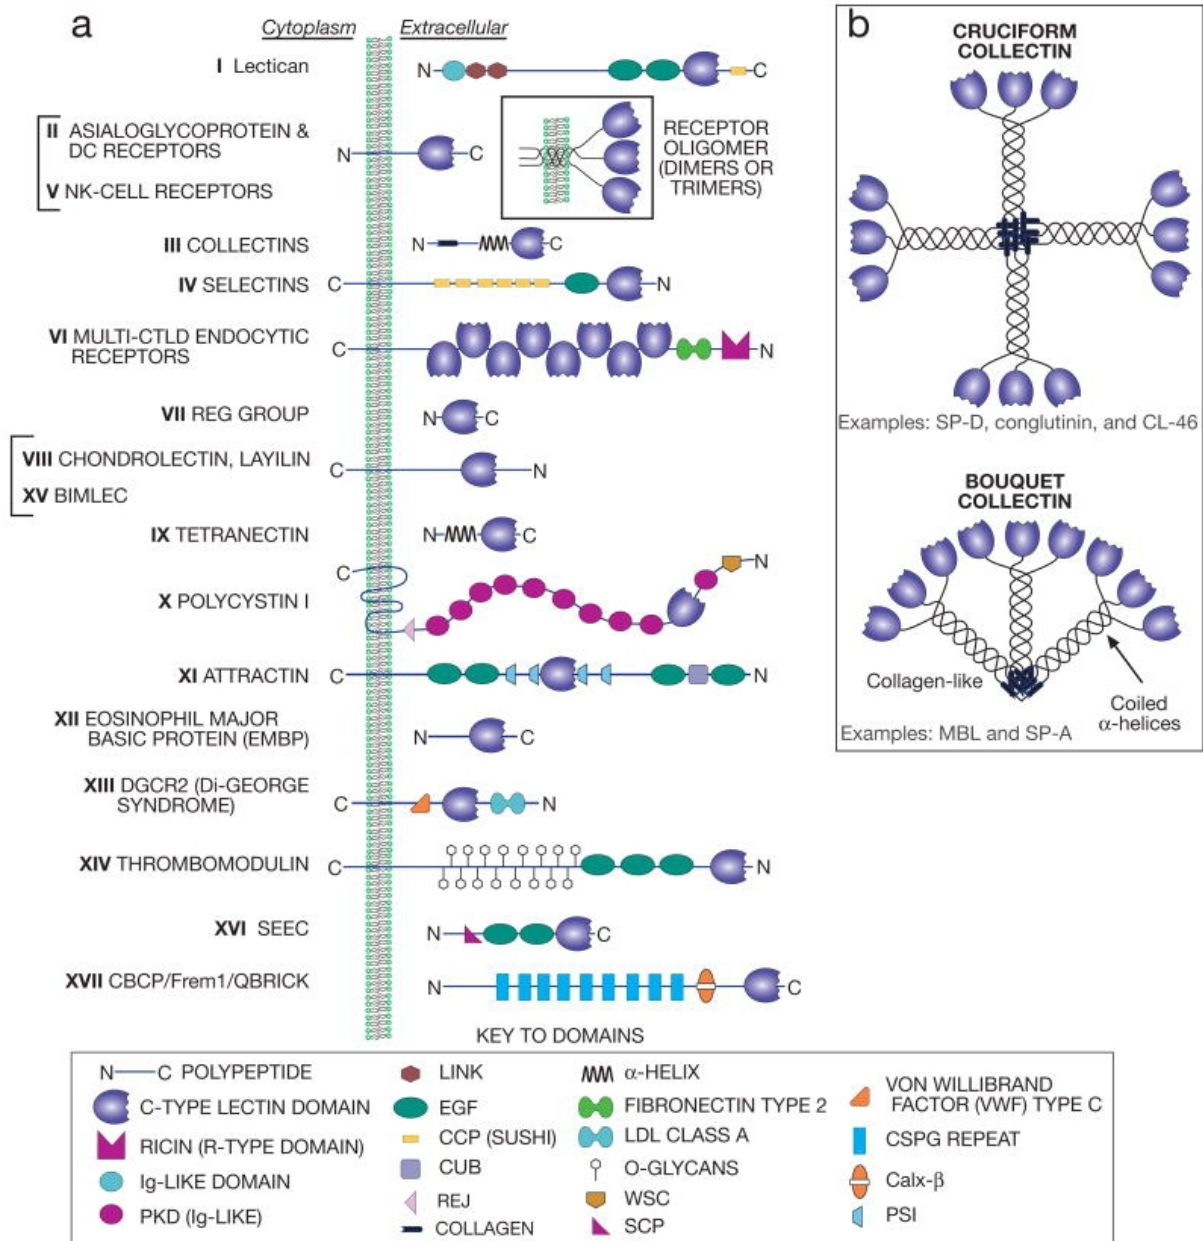 a
Cytoplasm
Extracellular
I Lectican
N
C
II ASIALOGLYCOPROTEIN &
DC RECEPTORS
V NK-CELL RECEPTORS
N
C
RECEPTOR
OLIGOMER
(DIMERS OR
TRIMERS)
III COLLECTINS
N
C
IV SELECTINS
C
N
VI MULTI-CTLD ENDOCYTIC
RECEPTORS
C
N
VII REG GROUP
N
C
VIII CHONDROLECTIN, LAYILIN
XV BIMLEC
C
N
IX TETRANECTIN
N
C
X POLYCYSTIN I
C
N
XI ATTRACTIN
C
N
XII EOSINOPHIL MAJOR
BASIC PROTEIN (EMBP)
N
C
XIII DGCR2 (Di-GEORGE
SYNDROME)
C
N
XIV THROMBOMODULIN
C
N
XVI SEEC
N
C
XVII CBCP/Frem1/QBRICK
N
C
b
CRUCIFORM
COLLECTIN
Examples: SP-D, conglutinin, and CL-46
BOUQUET
COLLECTIN
Collagen-like
Coiled
α-helices
Examples: MBL and SP-A
KEY TO DOMAINS
N C POLYPEPTIDE
C-TYPE LECTIN DOMAIN
RICIN (R-TYPE DOMAIN)
Ig-LIKE DOMAIN
PKD (Ig-LIKE)
LINK
EGF
CCP (SUSHI)
CUB
REJ
COLLAGEN
α-HELIX
FIBRONECTIN TYPE 2
LDL CLASS A
O-GLYCANS
WSC
SCP
VON WILLIBRAND
FACTOR (VWF) TYPE C
CSPG REPEAT
Calx-β
PSI